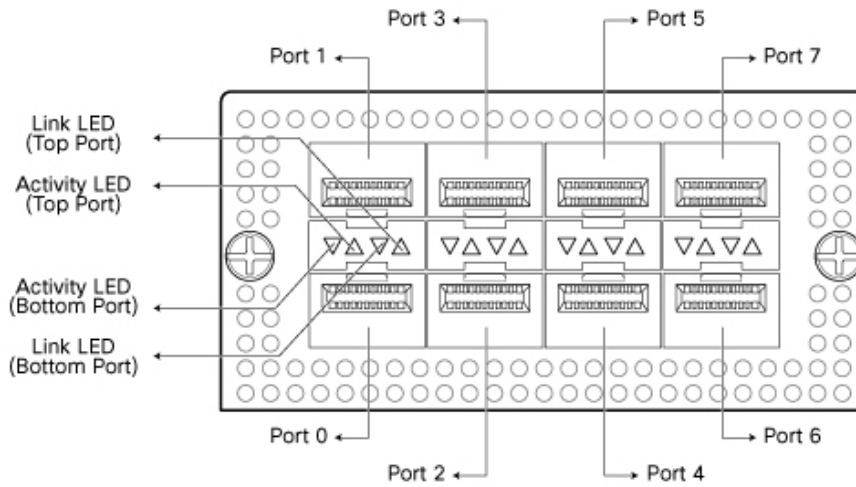 Port 3
Port 5
Port 1
Port 7
Link LED
(Top Port)
Activity LED
(Top Port)
Activity LED
(Bottom Port)
Link LED
(Bottom Port)
Port 0
Port 6
Port 2
Port 4